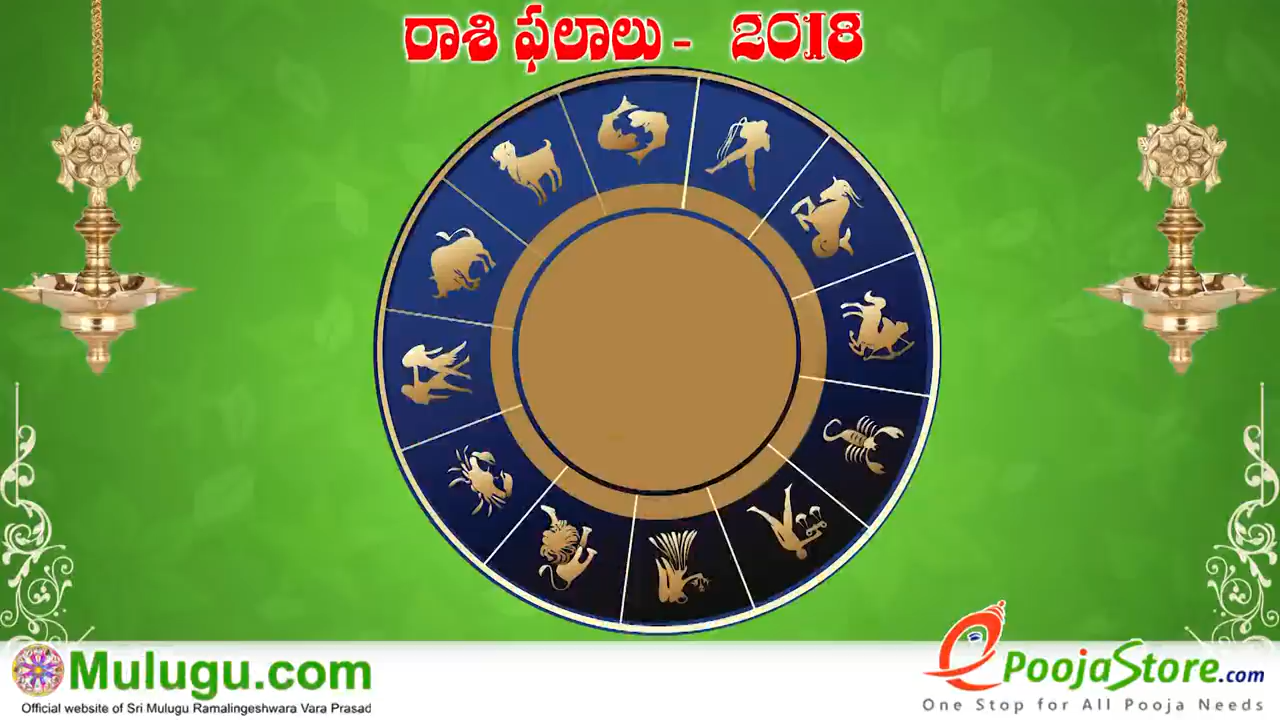 రాశి ఫలాలు - 2018
Mulugu.com
Official website of Sri Mulugu Ramalingeshwara Vara Prasad
ePoojaStore.com
One Stop for All Pooja Needs